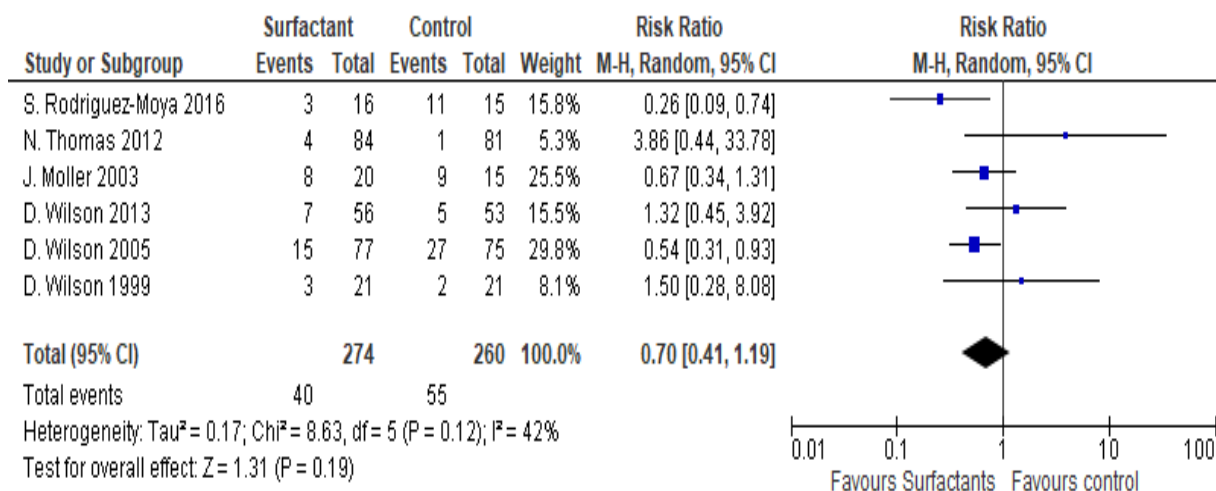 Surfactant Control Risk Ratio Risk Ratio
Study or Subgroup Events Total Events Total Weight M-H, Random, 95% CI M-H, Random, 95% CI
S. Rodriguez-Moya 2016 3 16 11 15 15.8% 0.26 [0.09, 0.74]
N. Thomas 2012 4 84 1 81 5.3% 3.86 [0.44, 33.78]
J. Moller 2003 8 20 9 15 25.5% 0.67 [0.34, 1.31]
D. Wilson 2013 7 56 5 53 15.5% 1.32 [0.45, 3.92]
D. Wilson 2005 15 77 27 75 29.8% 0.54 [0.31, 0.93]
D. Wilson 1999 3 21 2 21 8.1% 1.50 [0.28, 8.08]
Total (95% CI) 274 260 100.0% 0.70 [0.41, 1.19]
Total events 40 55
Heterogeneity: Tau² = 0.17; Chi² = 8.63, df = 5 (P = 0.12); I² = 42%
Test for overall effect: Z = 1.31 (P = 0.19)
0.01 0.1 1 10 100
Favours Surfactants Favours control